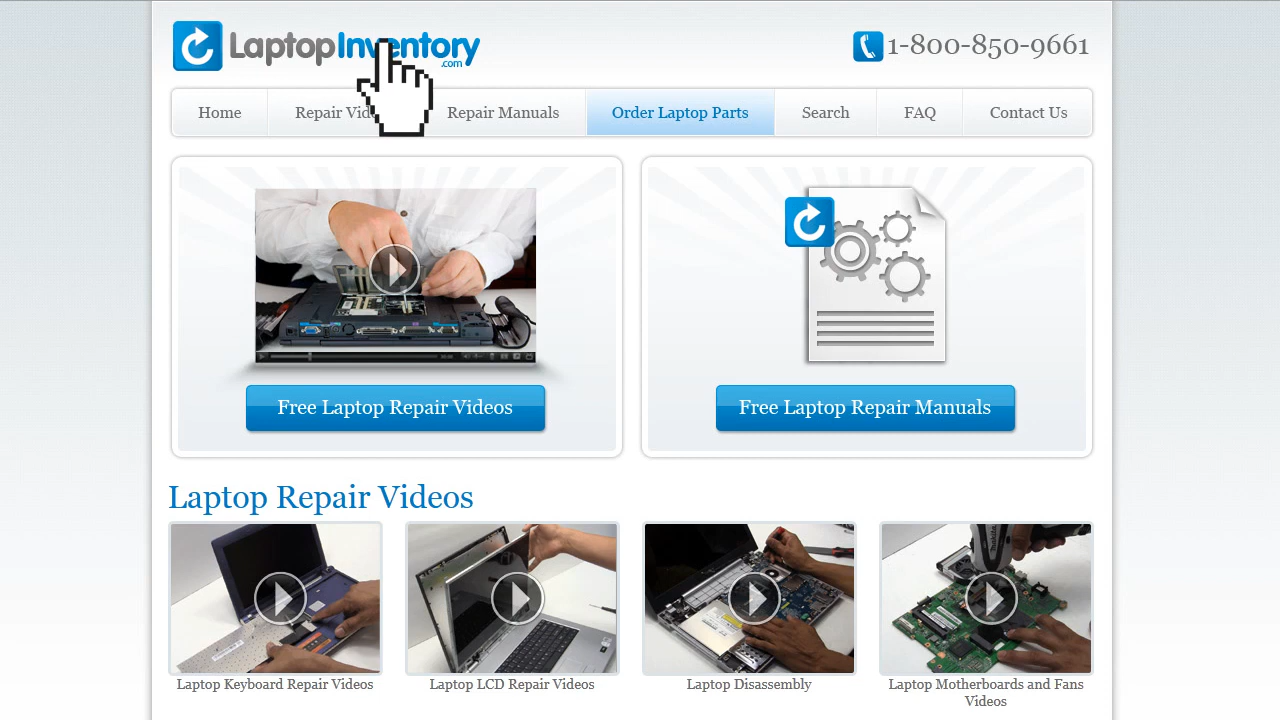 LaptopInventory
.com
1-800-850-9661
Home
Repair
Repair Manuals
Order Laptop Parts
Search
FAQ
Contact Us
Free Laptop Repair Videos
Free Laptop Repair Manuals
Laptop Repair Videos
Laptop Keyboard Repair Videos
Laptop LCD Repair Videos
Laptop Disassembly
Laptop Motherboards and Fans
Videos